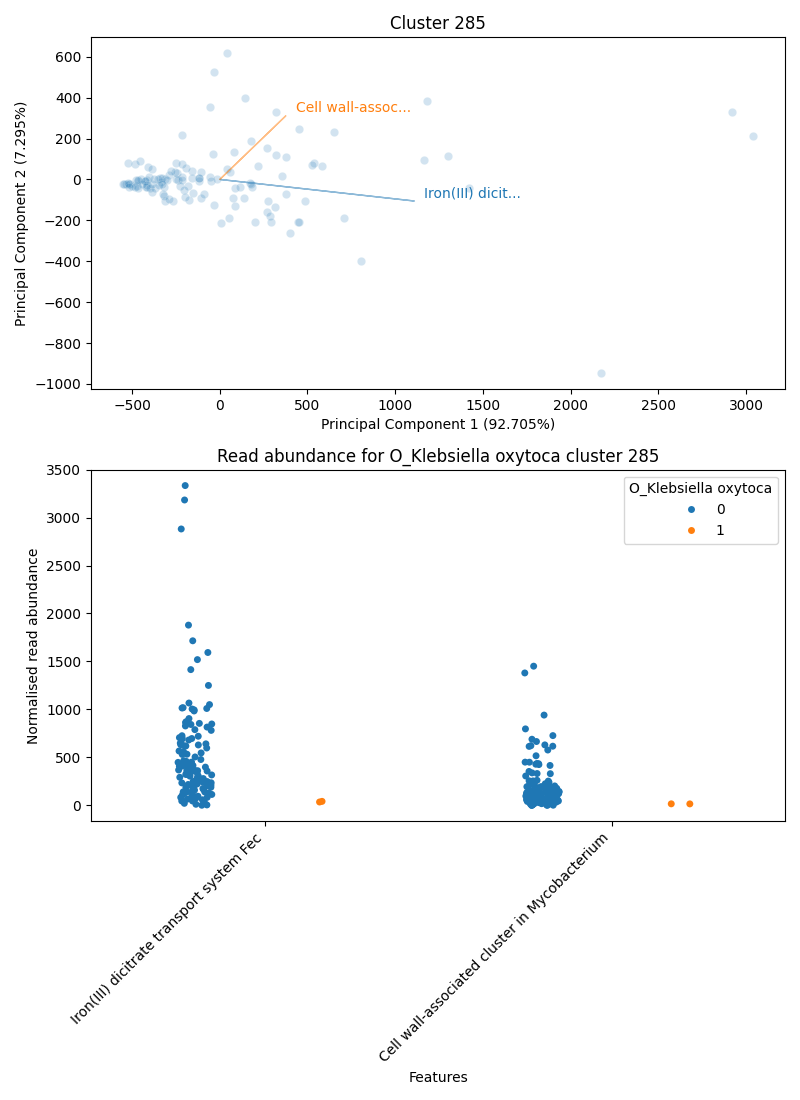 Cluster 285
Principal Component 2 (7.295%)
600
400
200
0
−200
−400
−600
−800
−1000
Cell wall-assoc...
Iron(III) dicit...
−500
0
500
1000
1500
2000
2500
3000
Principal Component 1 (92.705%)
Read abundance for O_Klebsiella oxytoca cluster 285
Normalised read abundance
3500
3000
2500
2000
1500
1000
500
0
O_Klebsiella oxytoca
0
1
Iron(III) dicitrate transport system Fec
Cell wall-associated cluster in Mycobacterium
Features